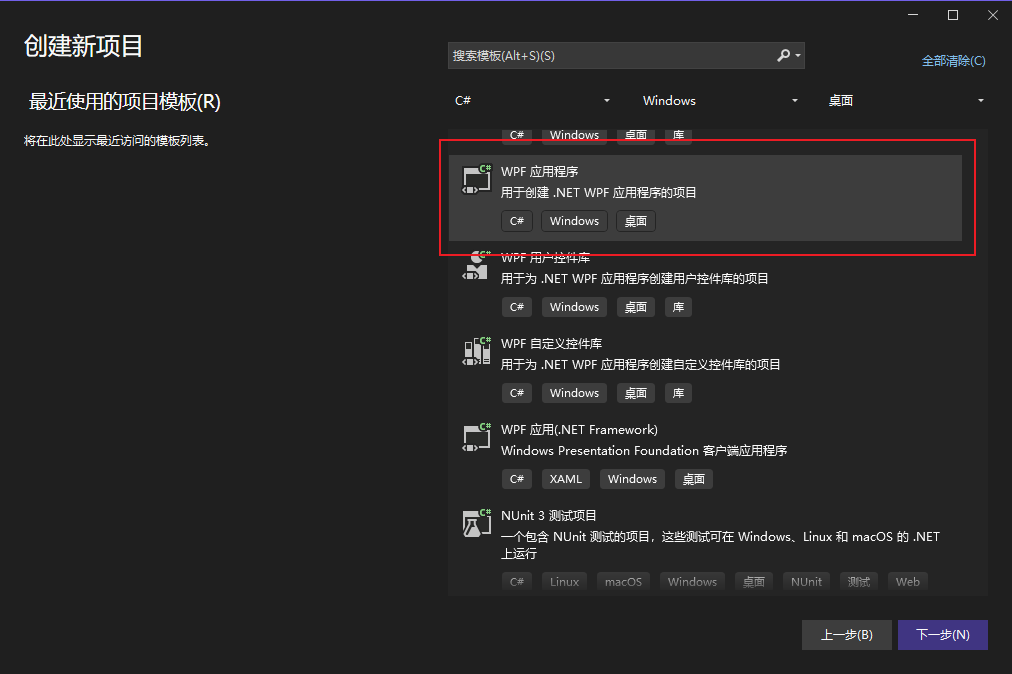 创建新项目
搜索模板(Alt+S)(S)
全部清除(C)
最近使用的项目模板(R)
C# Windows 桌面
将在此处显示最近访问的模板列表。
C# Windows 桌面 库
C#
WPF 应用程序
用于创建 .NET WPF 应用程序的项目
C# Windows 桌面
C#
WPF 用户控件库
用于为 .NET WPF 应用程序创建用户控件库的项目
C# Windows 桌面 库
C#
WPF 自定义控件库
用于为 .NET WPF 应用程序创建自定义控件库的项目
C# Windows 桌面 库
C#
WPF 应用(.NET Framework)
Windows Presentation Foundation 客户端应用程序
C# XAML Windows 桌面
C#
NUnit 3 测试项目
一个包含 NUnit 测试的项目，这些测试可在 Windows、Linux 和 macOS 的 .NET
上运行
C# Linux macOS Windows 桌面 NUnit 测试 Web
上一步(B) 下一步(N)